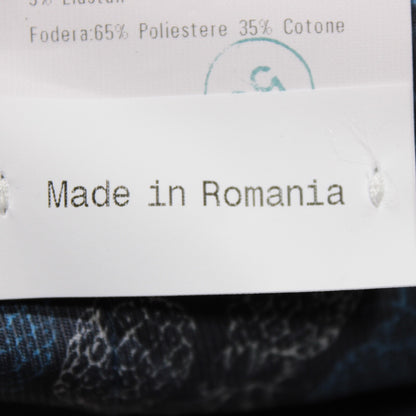 Fodera:65% Poliestere 35% Cotone
Made in Romania